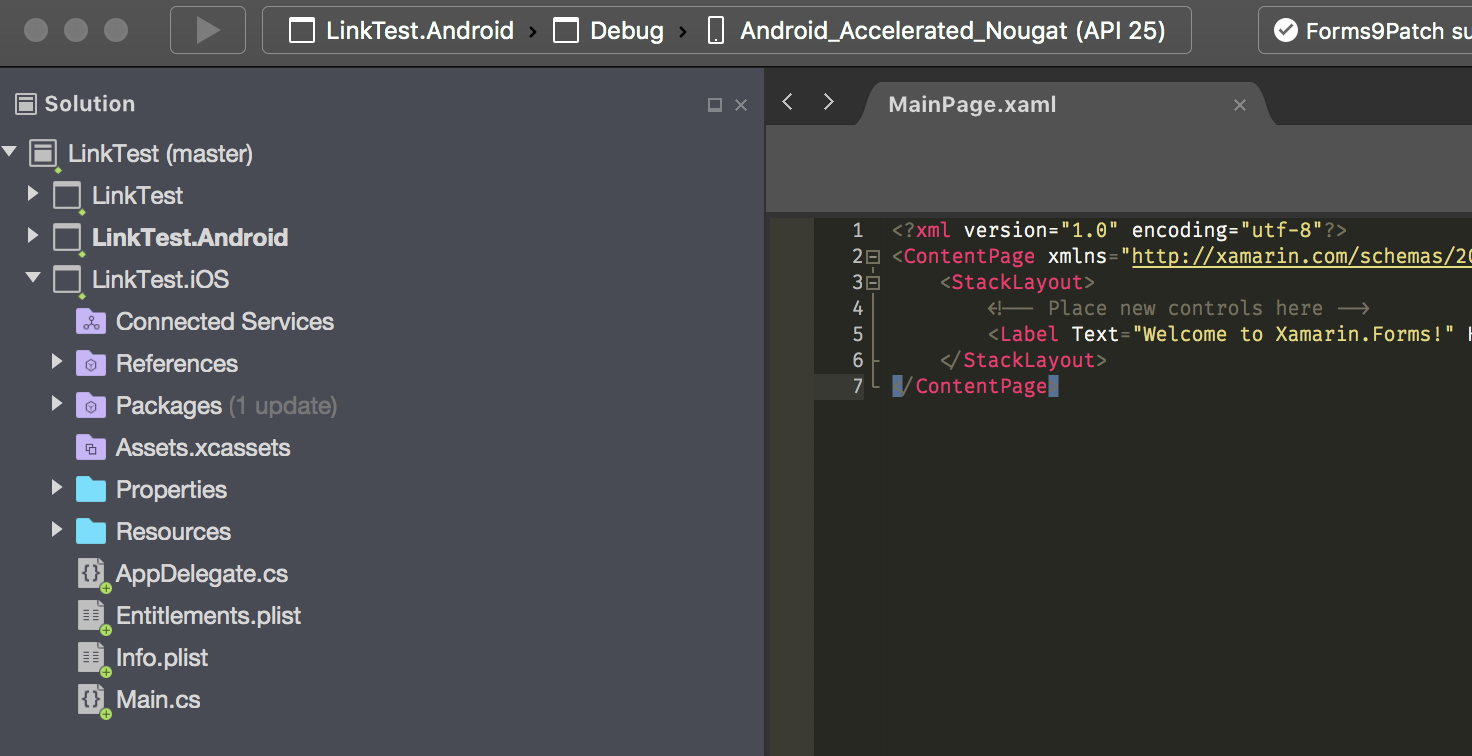 LinkTest.Android › Debug › Android_Accelerated_Nougat (API 25)
Forms9Patch su
Solution
LinkTest (master)
LinkTest
LinkTest.Android
LinkTest.iOS
Connected Services
References
Packages (1 update)
Assets.xcassets
Properties
Resources
AppDelegate.cs
Entitlements.plist
Info.plist
Main.cs
MainPage.xaml
1 <?xml version="1.0" encoding="utf-8"?>
2 <ContentPage xmlns="http://xamarin.com/schemas/20
3 <StackLayout>
4 <!-- Place new controls here -->
5 <Label Text="Welcome to Xamarin.Forms!" H
6 </StackLayout>
7 </ContentPage>